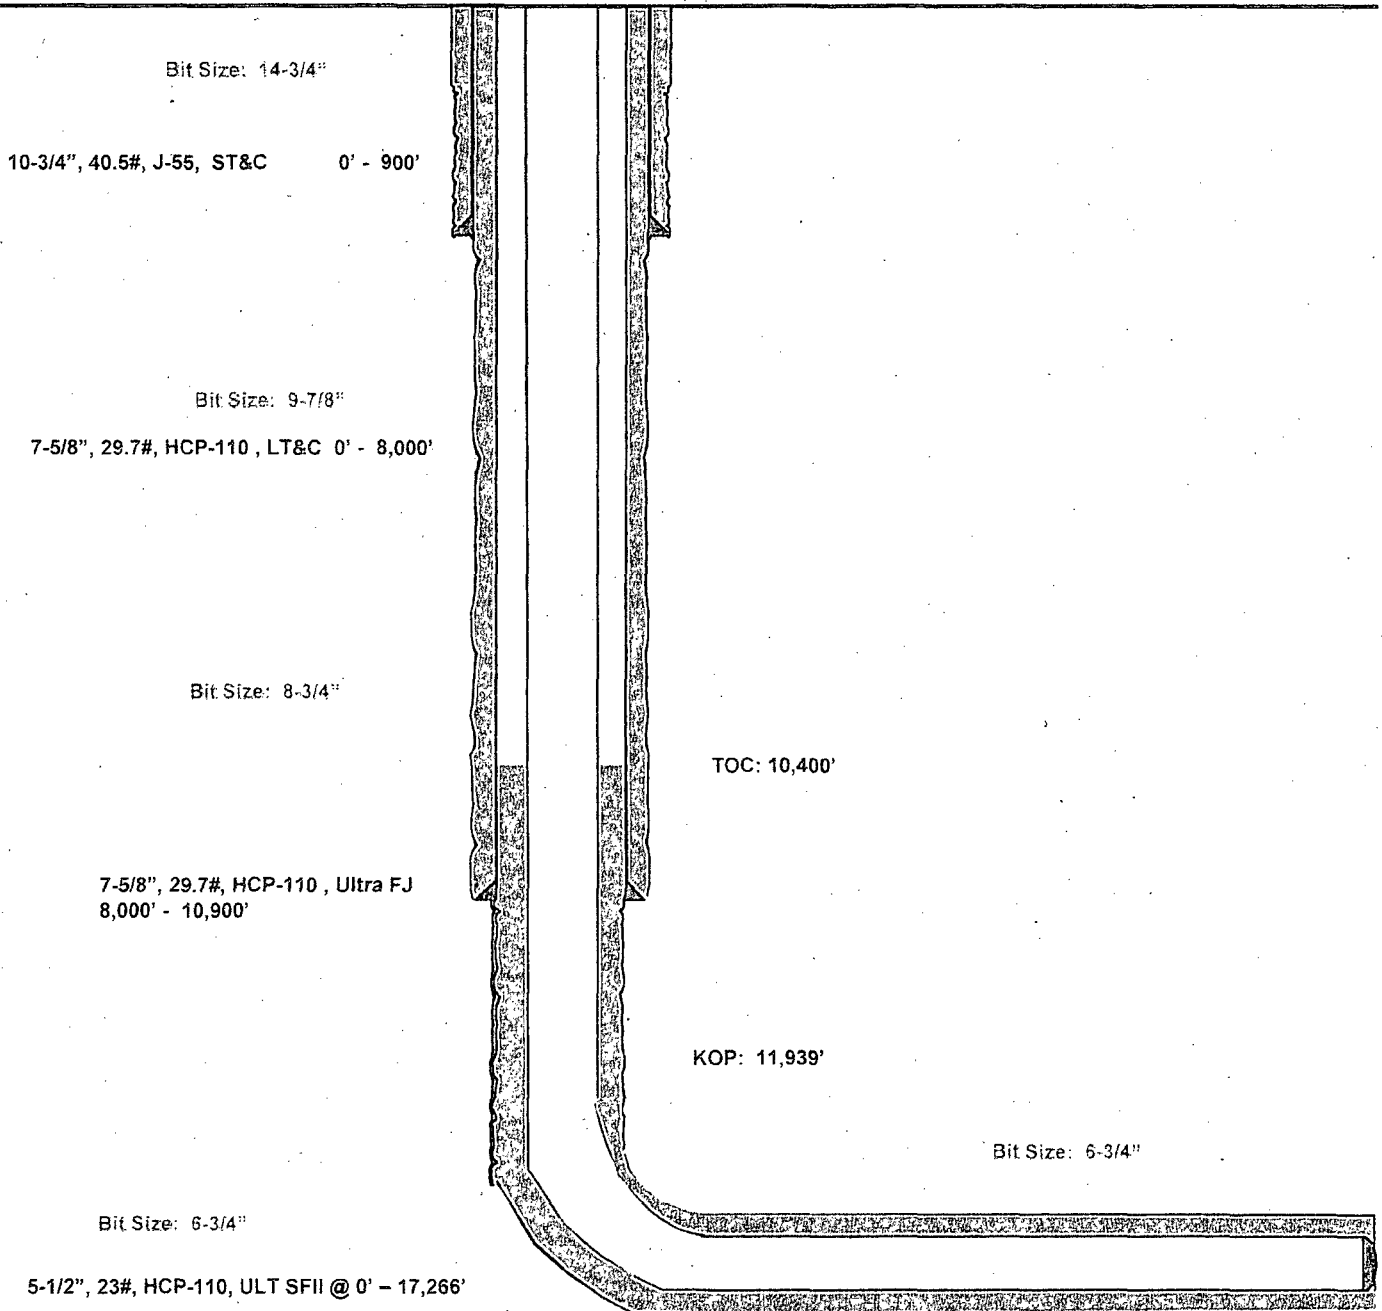 Bit Size: 14-3/4"
10-3/4", 40.5#, J-55, ST&C 0' - 900'
Bit Size: 9-7/8"
7-5/8", 29.7#, HCP-110 , LT&C 0' - 8,000'
Bit Size: 8-3/4"
TOC: 10,400'
7-5/8", 29.7#, HCP-110 , Ultra FJ
8,000' - 10,900'
KOP: 11,939'
Bit Size: 6-3/4"
Bit Size: 6-3/4"
5-1/2", 23#, HCP-110, ULT SFII @ 0' – 17,266'